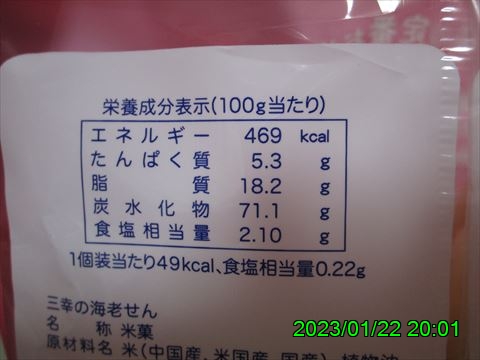 定番お
栄養成分表示(100g当たり)
エネルギー 469 kcal
たんぱく質 5.3 g
脂質 18.2 g
炭水化物 71.1 g
食塩相当量 2.10 g
1個装当たり49kcal、食塩相当量0.22g
三幸の海老せん
名称 米菓
原材料名 米(中国産、米国産、国産)、植物油
2023/01/22 20:01